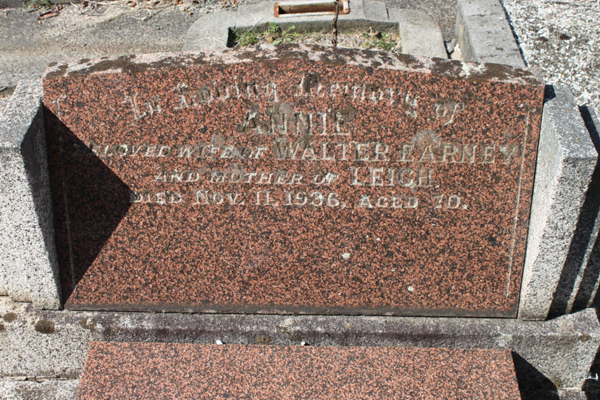 In Loving Memory of
ANNIE
BELOVED WIFE OF WALTER EARNEY
AND MOTHER OF LEIGH
DIED NOV. 11, 1936, AGED 70.